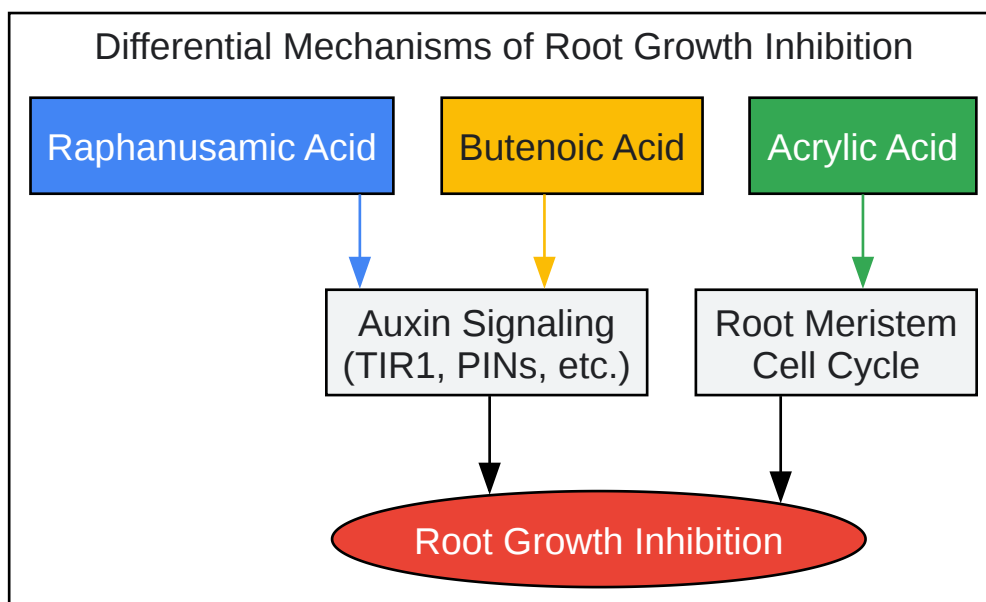 Differential Mechanisms of Root Growth Inhibition
Raphanusamic Acid
Butenoic Acid
Acrylic Acid
Auxin Signaling
(TIR1, PINs, etc.)
Root Meristem
Cell Cycle
Root Growth Inhibition